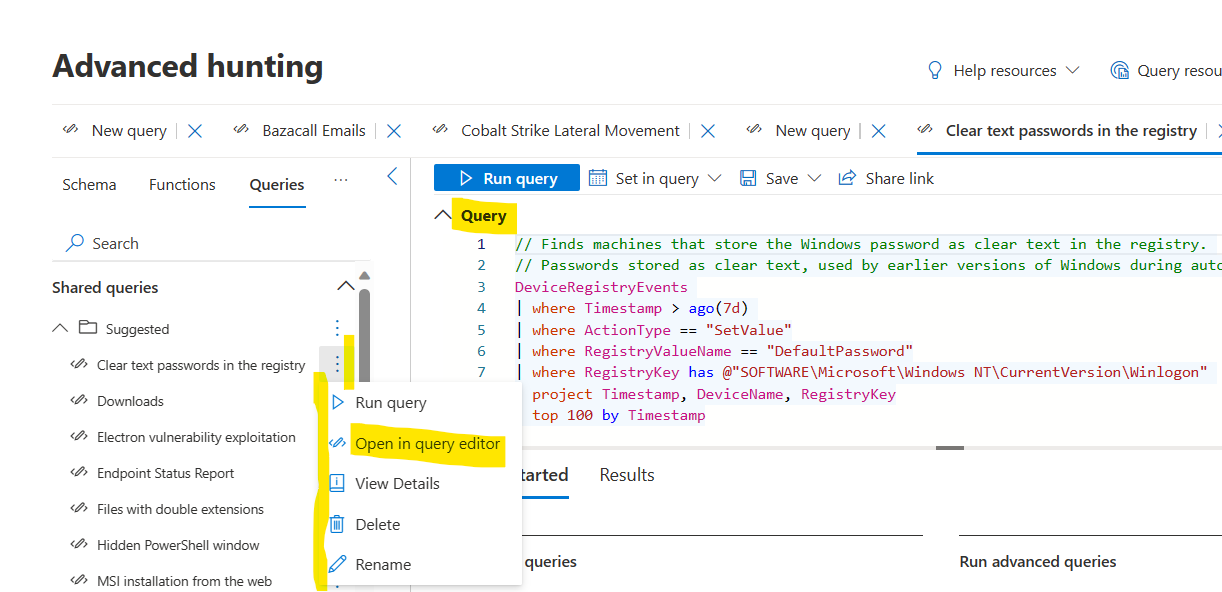 Advanced hunting
Help resources
Query resou
New query
Bazacall Emails
Cobalt Strike Lateral Movement
New query
Clear text passwords in the registry
Schema
Functions
Queries
...
Run query
Set in query
Save
Share link
Query
Search
Shared queries
Suggested
Clear text passwords in the registry
Downloads
Electron vulnerability exploitation
Endpoint Status Report
Files with double extensions
Hidden PowerShell window
MSI installation from the web
Run query
Open in query editor
View Details
Delete
Rename
1 // Finds machines that store the Windows password as clear text in the registry.
2 // Passwords stored as clear text, used by earlier versions of Windows during auto
3 DeviceRegistryEvents
4 | where Timestamp > ago(7d)
5 | where ActionType == "SetValue"
6 | where RegistryValueName == "DefaultPassword"
7 | where RegistryKey has @"SOFTWARE\Microsoft\Windows NT\CurrentVersion\Winlogon"
project Timestamp, DeviceName, RegistryKey
top 100 by Timestamp
tarted
Results
queries
Run advanced queries